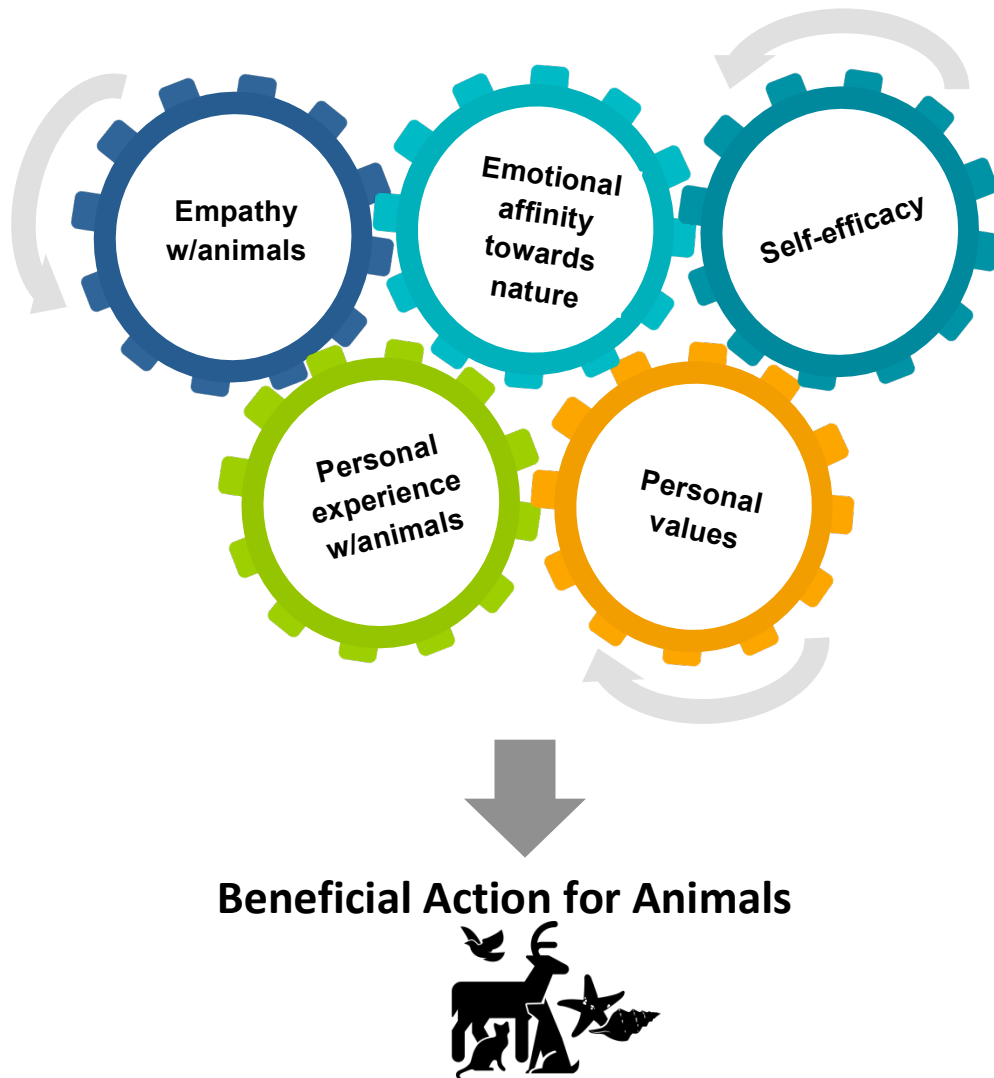 Empathy
w/animals
Emotional
affinity
towards
nature
Self-efficacy
Personal
experience
w/animals
Personal
values
Beneficial Action for Animals